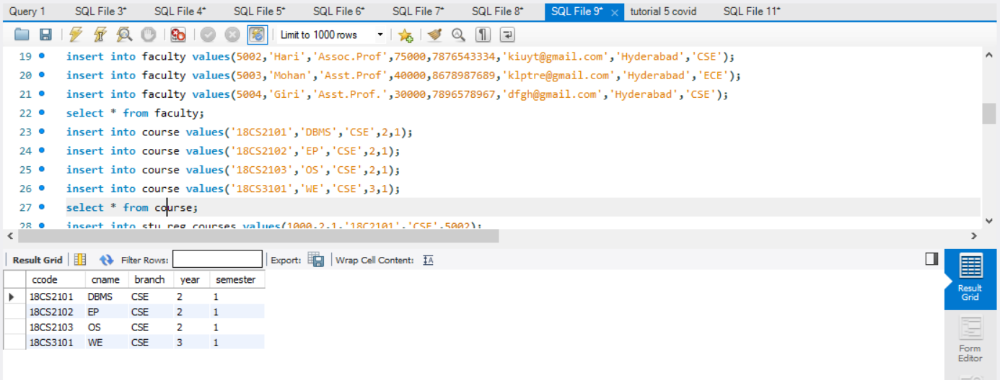 Query 1 SQL File 3* SQL File 4* SQL File 5* SQL File 6* SQL File 7* SQL File 8* SQL File 9* × tutorial 5 covid SQL File 11*
Limit to 1000 rows
19 insert into faculty values(5002,'Hari','Assoc.Prof',75000,7876543334,'kiuyt@gmail.com','Hyderabad','CSE');
20 insert into faculty values(5003,'Mohan','Asst.Prof',40000,8678987689,'klptre@gmail.com','Hyderabad','ECE');
21 insert into faculty values(5004,'Giri','Asst.Prof.',30000,7896578967,'dfgh@gmail.com','Hyderabad','CSE');
22 select * from faculty;
23 insert into course values('18CS2101','DBMS','CSE',2,1);
24 insert into course values('18CS2102','EP','CSE',2,1);
25 insert into course values('18CS2103','OS','CSE',2,1);
26 insert into course values('18CS3101','WE','CSE',3,1);
27 select * from course;
28 insert into stu_reg_courses values(1000,2,1,'18C2101','CSE',5002);
Result Grid Filter Rows: Export: Wrap Cell Content: IA
ccode cname branch year semester
18CS2101 DBMS CSE 2 1
18CS2102 EP CSE 2 1
18CS2103 OS CSE 2 1
18CS3101 WE CSE 3 1
Result
Grid
Form
Editor